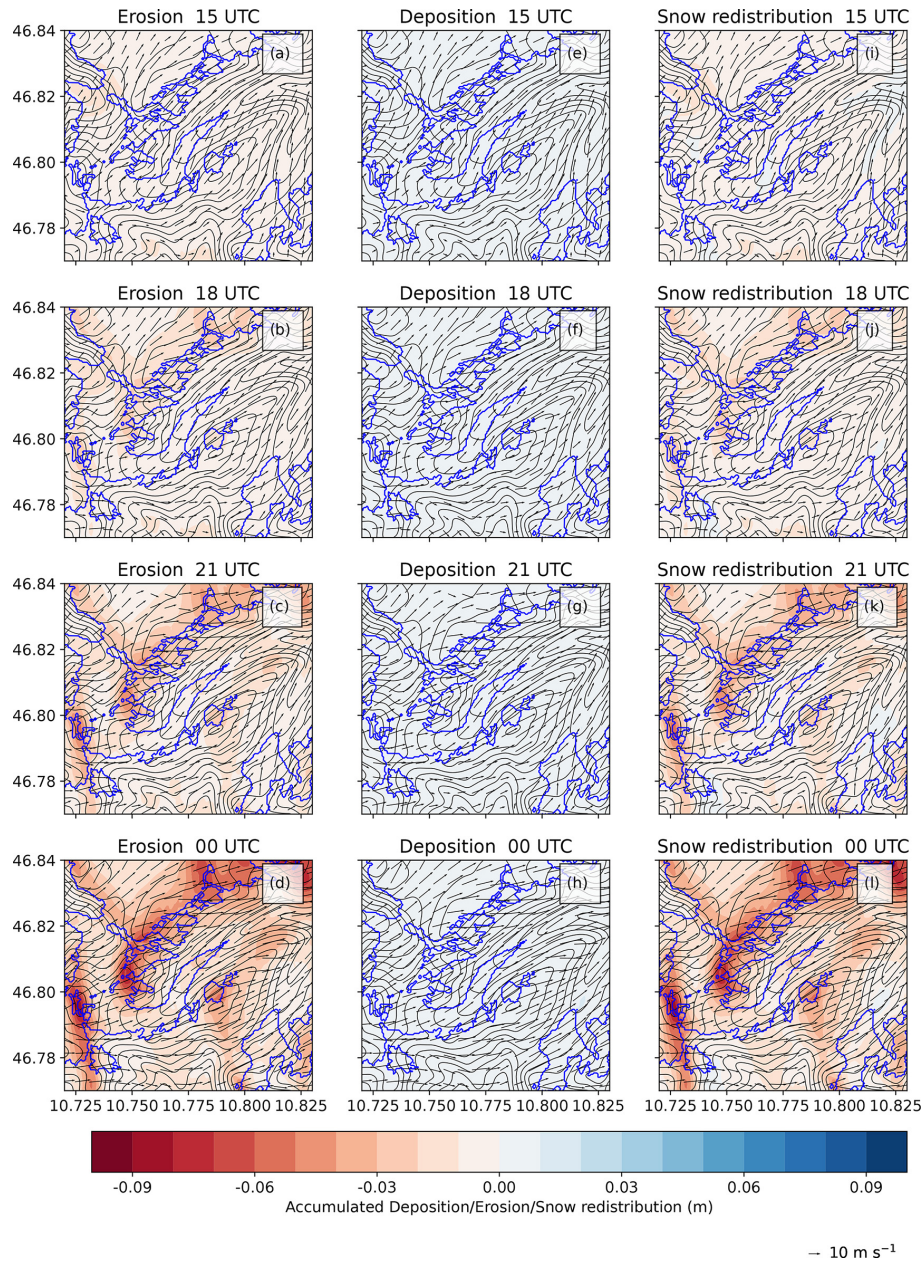 Erosion 15 UTC
Deposition 15 UTC
Snow redistribution 15 UTC
46.84
46.82
46.80
46.78
(a)
(e)
(i)
Erosion 18 UTC
Deposition 18 UTC
Snow redistribution 18 UTC
46.84
46.82
46.80
46.78
(b)
(f)
(j)
Erosion 21 UTC
Deposition 21 UTC
Snow redistribution 21 UTC
46.84
46.82
46.80
46.78
(c)
(g)
(k)
Erosion 00 UTC
Deposition 00 UTC
Snow redistribution 00 UTC
46.84
46.82
46.80
46.78
(d)
(h)
(l)
10.725 10.750 10.775 10.800 10.825
10.725 10.750 10.775 10.800 10.825
10.725 10.750 10.775 10.800 10.825
-0.09 -0.06 -0.03 0.00 0.03 0.06 0.09
Accumulated Deposition/Erosion/Snow redistribution (m)
→ 10 m s⁻¹